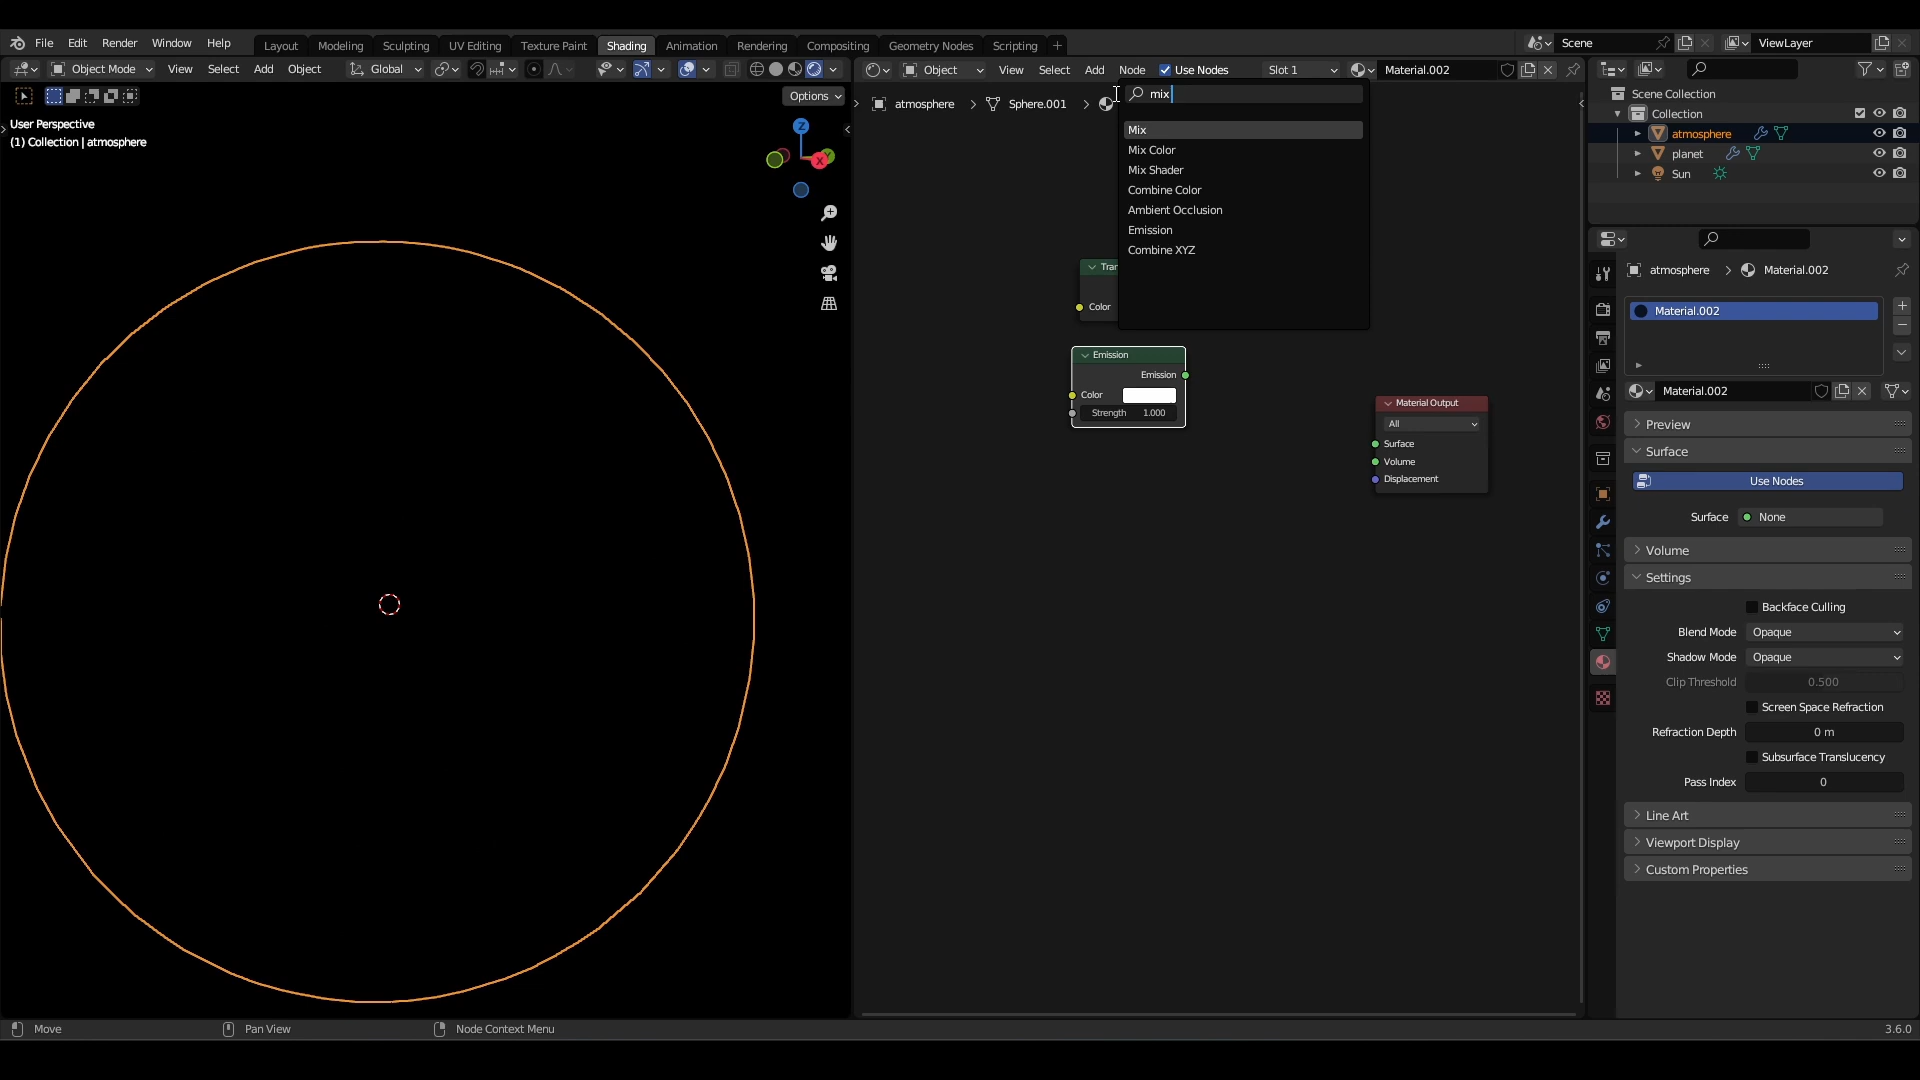 File Edit Render Window Help Layout Modeling Sculpting UV Editing Texture Paint Shading Animation Rendering Compositing Geometry Nodes Scripting + Scene ViewLayer
Object Mode View Select Add Object Global Object View Select Add Node Use Nodes Slot 1 Material.002
Options
User Perspective
(1) Collection | atmosphere
Z
Y
X
atmosphere > Sphere.001 >
mix
Mix
Mix Color
Mix Shader
Combine Color
Ambient Occlusion
Emission
Combine XYZ
Tran
Color
Emission
Emission
Color
Strength 1.000
Material Output
All
Surface
Volume
Displacement
Scene Collection
Collection
atmosphere
planet
Sun
atmosphere > Material.002
Material.002
Material.002
Preview
Surface
Use Nodes
Surface None
Volume
Settings
Backface Culling
Blend Mode Opaque
Shadow Mode Opaque
Clip Threshold 0.500
Screen Space Refraction
Refraction Depth 0 m
Subsurface Translucency
Pass Index 0
Line Art
Viewport Display
Custom Properties
Move Pan View Node Context Menu 3.6.0